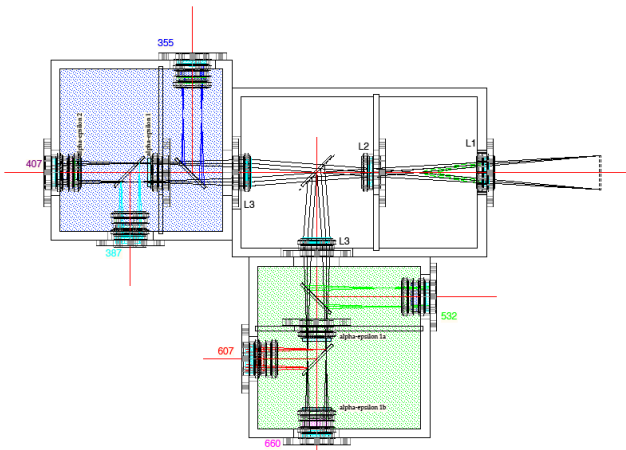 355
alpha-epsilon 2
alpha-epsilon 1
L2
L1
407
L3
387
L3
532
alpha-epsilon 1a
607
alpha-epsilon 1b
660